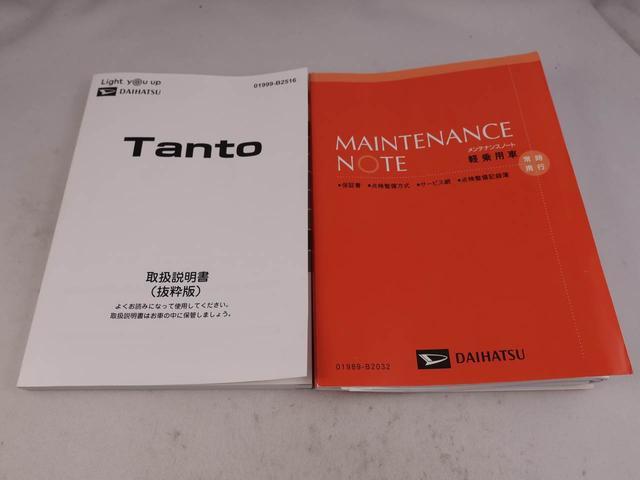 Light y@u up
DAIHATSU
01999-B2516
Tanto
取扱説明書
（抜粋版）
よくお読みになって使用してください。
取扱説明書はお車の中に保管しましょう。
MAINTENANCE
NOTE
メンテナンスノート
軽乗用車
常時
携行
●保証書 ●点検整備方式 ●サービス網 ●点検整備記録簿
01989-B2032
DAIHATSU